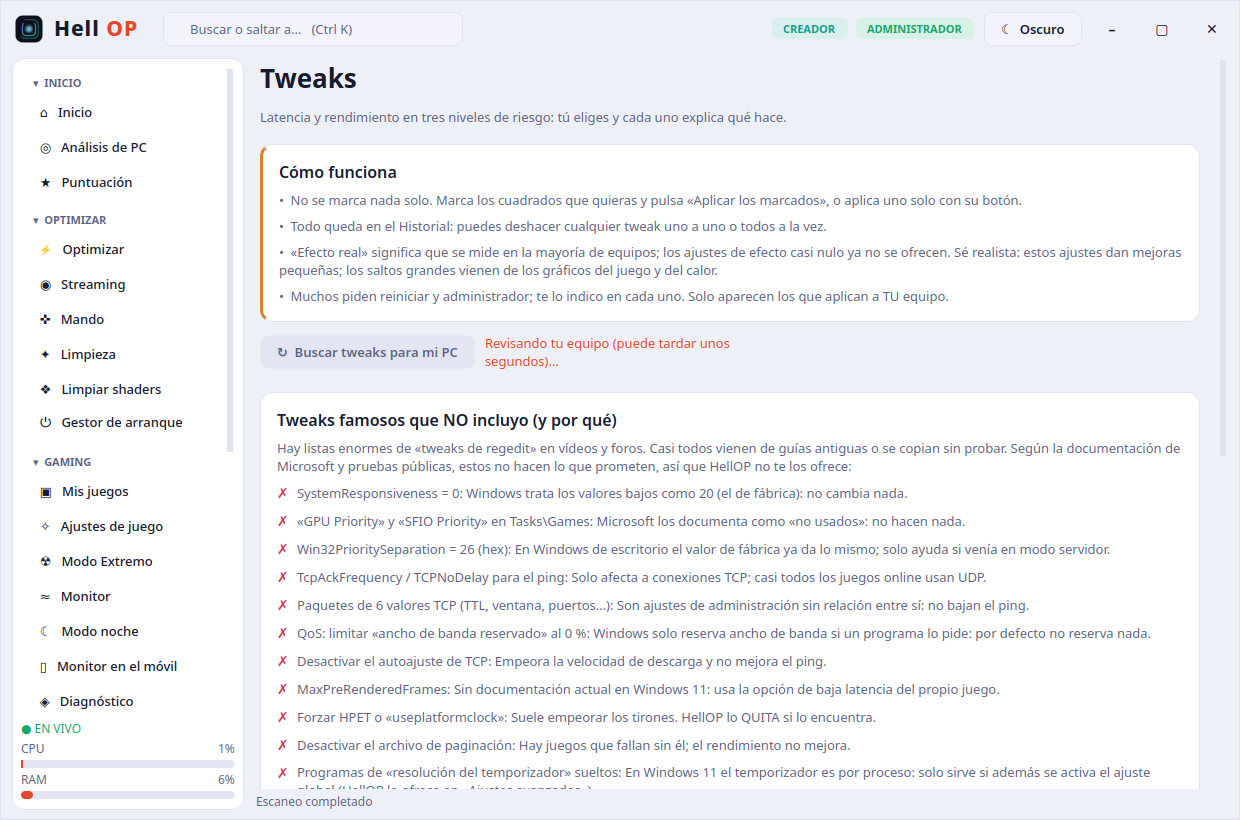 Hell OP
Buscar o saltar a... (Ctrl K)
CREADOR
ADMINISTRADOR
Oscuro
INICIO
Inicio
Análisis de PC
Puntuación
OPTIMIZAR
Optimizar
Streaming
Mando
Limpieza
Limpiar shaders
Gestor de arranque
GAMING
Mis juegos
Ajustes de juego
Modo Extremo
Monitor
Modo noche
Monitor en el móvil
Diagnóstico
EN VIVO
CPU 1%
RAM 6%
Tweaks
Latencia y rendimiento en tres niveles de riesgo: tú eliges y cada uno explica qué hace.
Cómo funciona
• No se marca nada solo. Marca los cuadrados que quieras y pulsa «Aplicar los marcados», o aplica uno solo con su botón.
• Todo queda en el Historial: puedes deshacer cualquier tweak uno a uno o todos a la vez.
• «Efecto real» significa que se mide en la mayoría de equipos; los ajustes de efecto casi nulo ya no se ofrecen. Sé realista: estos ajustes dan mejoras
pequeñas; los saltos grandes vienen de los gráficos del juego y del calor.
• Muchos piden reiniciar y administrador; te lo indico en cada uno. Solo aparecen los que aplican a TU equipo.
↻ Buscar tweaks para mi PC
Revisando tu equipo (puede tardar unos
segundos)...
Tweaks famosos que NO incluyo (y por qué)
Hay listas enormes de «tweaks de regedit» en vídeos y foros. Casi todos vienen de guías antiguas o se copian sin probar. Según la documentación de
Microsoft y pruebas públicas, estos no hacen lo que prometen, así que HellOP no te los ofrece:
✗ SystemResponsiveness = 0: Windows trata los valores bajos como 20 (el de fábrica): no cambia nada.
✗ «GPU Priority» y «SFIO Priority» en Tasks\Games: Microsoft los documenta como «no usados»: no hacen nada.
✗ Win32PrioritySeparation = 26 (hex): En Windows de escritorio el valor de fábrica ya da lo mismo; solo ayuda si venía en modo servidor.
✗ TcpAckFrequency / TCPNoDelay para el ping: Solo afecta a conexiones TCP; casi todos los juegos online usan UDP.
✗ Paquetes de 6 valores TCP (TTL, ventana, puertos...): Son ajustes de administración sin relación entre sí: no bajan el ping.
✗ QoS: limitar «ancho de banda reservado» al 0 %: Windows solo reserva ancho de banda si un programa lo pide: por defecto no reserva nada.
✗ Desactivar el autoajuste de TCP: Empeora la velocidad de descarga y no mejora el ping.
✗ MaxPreRenderedFrames: Sin documentación actual en Windows 11: usa la opción de baja latencia del propio juego.
✗ Forzar HPET o «useplatformclock»: Suele empeorar los tirones. HellOP lo QUITA si lo encuentra.
✗ Desactivar el archivo de paginación: Hay juegos que fallan sin él; el rendimiento no mejora.
✗ Programas de «resolución del temporizador» sueltos: En Windows 11 el temporizador es por proceso: solo sirve si además se activa el ajuste
Escaneo completado